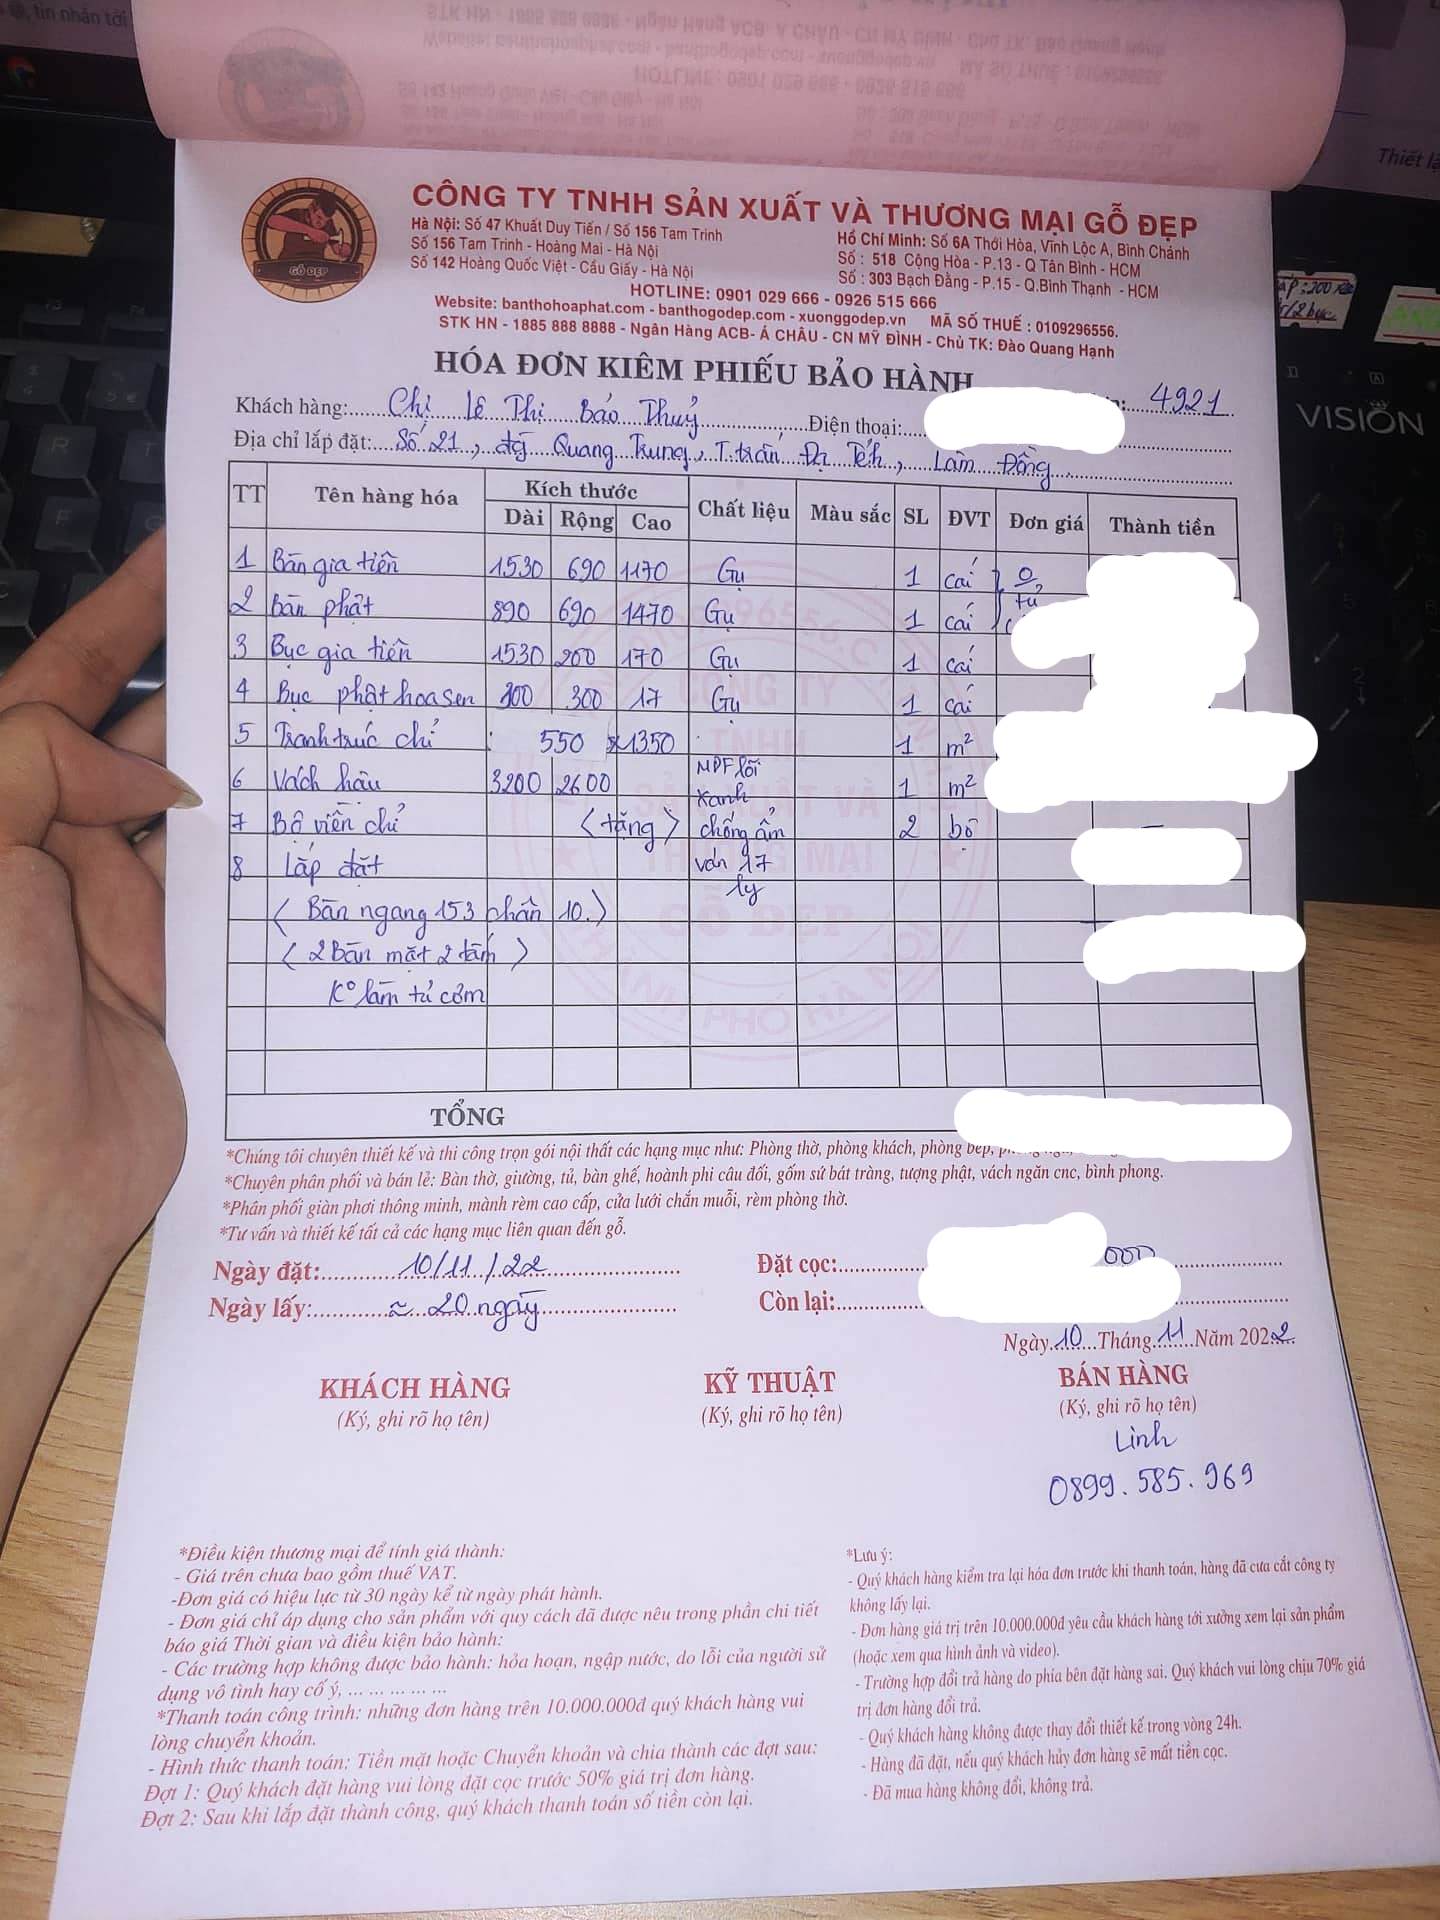 tin nhắn tới
Thiết lậ
CÔNG TY TNHH SẢN XUẤT VÀ THƯƠNG MẠI GỖ ĐẸP
GỖ ĐẸP
Hà Nội: Số 47 Khuất Duy Tiến / Số 156 Tam Trinh
Số 156 Tam Trinh - Hoàng Mai - Hà Nội
Số 142 Hoàng Quốc Việt - Cầu Giấy - Hà Nội
Hồ Chí Minh: Số 6A Thới Hòa, Vĩnh Lộc A, Bình Chánh
Số : 518 Cộng Hòa - P.13 - Q Tân Bình - HCM
Số : 303 Bạch Đằng - P.15 - Q.Bình Thạnh - HCM
HOTLINE: 0901 029 666 - 0926 515 666
Website: banthohoaphat.com - banthogodep.com - xuonggodep.vn MÃ SỐ THUẾ : 0109296556.
STK HN - 1885 888 8888 - Ngân Hàng ACB- Á CHÂU - CN MỸ ĐÌNH - Chủ TK: Đào Quang Hạnh
HÓA ĐƠN KIÊM PHIẾU BẢO HÀNH
4921
Khách hàng: Chị Lê Thị Bảo Thuỷ Điện thoại:
Địa chỉ lắp đặt: Số 21, đg Quang Trung, T.trấn Đạ Tẻh, Lâm Đồng
TT Tên hàng hóa Kích thước Chất liệu Màu sắc SL ĐVT Đơn giá Thành tiền
Dài Rộng Cao
1 Bàn gia tiên 1530 690 1170 Gụ 1 cái
2 Bàn phật 890 690 1470 Gụ 1 cái tủ
3 Bục gia tiên 1530 200 170 Gụ 1 cái
4 Bục phật hoa sen 300 17 Gụ 1 cái
5 Tranh trúc chỉ 550 x 1350 1 m²
6 Vách hậu 3200 2600 MDF lõi xanh 1 m²
7 Bộ viền chỉ < tặng > chống ẩm 2 bộ
8 Lắp đặt ván 17 ly
< Bàn ngang 153 chân 10. >
< 2 Bàn mặt 2 tấm >
K° làm tủ cơm
CÔNG TY
TNHH
SẢN XUẤT VÀ
THƯƠNG MẠI
GỖ ĐẸP
THÀNH PHỐ HÀ NỘI
TỔNG
*Chúng tôi chuyên thiết kế và thi công trọn gói nội thất các hạng mục như: Phòng thờ, phòng khách, phòng bếp,
*Chuyên phân phối và bán lẻ: Bàn thờ, giường, tủ, bàn ghế, hoành phi câu đối, gốm sứ bát tràng, tượng phật, vách ngăn cnc, bình phong.
*Phân phối giàn phơi thông minh, mành rèm cao cấp, cửa lưới chắn muỗi, rèm phòng thờ.
*Tư vấn và thiết kế tất cả các hạng mục liên quan đến gỗ.
Ngày đặt: 10/11/22 Đặt cọc: 000
Ngày lấy: ≈ 20 ngày Còn lại:
Ngày 10 Tháng 11 Năm 2022
KHÁCH HÀNG KỸ THUẬT BÁN HÀNG
(Ký, ghi rõ họ tên) (Ký, ghi rõ họ tên) (Ký, ghi rõ họ tên)
Linh
0899.585.969
*Điều kiện thương mại để tính giá thành:
- Giá trên chưa bao gồm thuế VAT.
-Đơn giá có hiệu lực từ 30 ngày kể từ ngày phát hành.
- Đơn giá chỉ áp dụng cho sản phẩm với quy cách đã được nêu trong phần chi tiết
báo giá Thời gian và điều kiện bảo hành:
- Các trường hợp không được bảo hành: hỏa hoạn, ngập nước, do lỗi của người sử
dụng vô tình hay cố ý, ... ... ... ... ...
*Thanh toán công trình: những đơn hàng trên 10.000.000đ quý khách hàng vui
lòng chuyển khoản.
- Hình thức thanh toán: Tiền mặt hoặc Chuyển khoản và chia thành các đợt sau:
Đợt 1: Quý khách đặt hàng vui lòng đặt cọc trước 50% giá trị đơn hàng.
Đợt 2: Sau khi lắp đặt thành công, quý khách thanh toán số tiền còn lại.
*Lưu ý:
- Quý khách hàng kiểm tra lại hóa đơn trước khi thanh toán, hàng đã cưa cắt công ty
không lấy lại.
- Đơn hàng giá trị trên 10.000.000đ yêu cầu khách hàng tới xưởng xem lại sản phẩm
(hoặc xem qua hình ảnh và video).
- Trường hợp đổi trả hàng do phía bên đặt hàng sai. Quý khách vui lòng chịu 70% giá
trị đơn hàng đổi trả.
- Quý khách hàng không được thay đổi thiết kế trong vòng 24h.
- Hàng đã đặt, nếu quý khách hủy đơn hàng sẽ mất tiền cọc.
- Đã mua hàng không đổi, không trả.
VISION